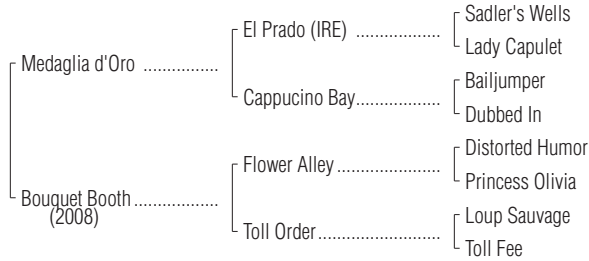 Sadler's Wells
El Prado (IRE) ..................
Lady Capulet
Medaglia d'Oro ................
Bailjumper
Cappucino Bay..................
Dubbed In
Distorted Humor
Flower Alley ......................
Princess Olivia
Bouquet Booth ..................
(2008)
Loup Sauvage
Toll Order..........................
Toll Fee